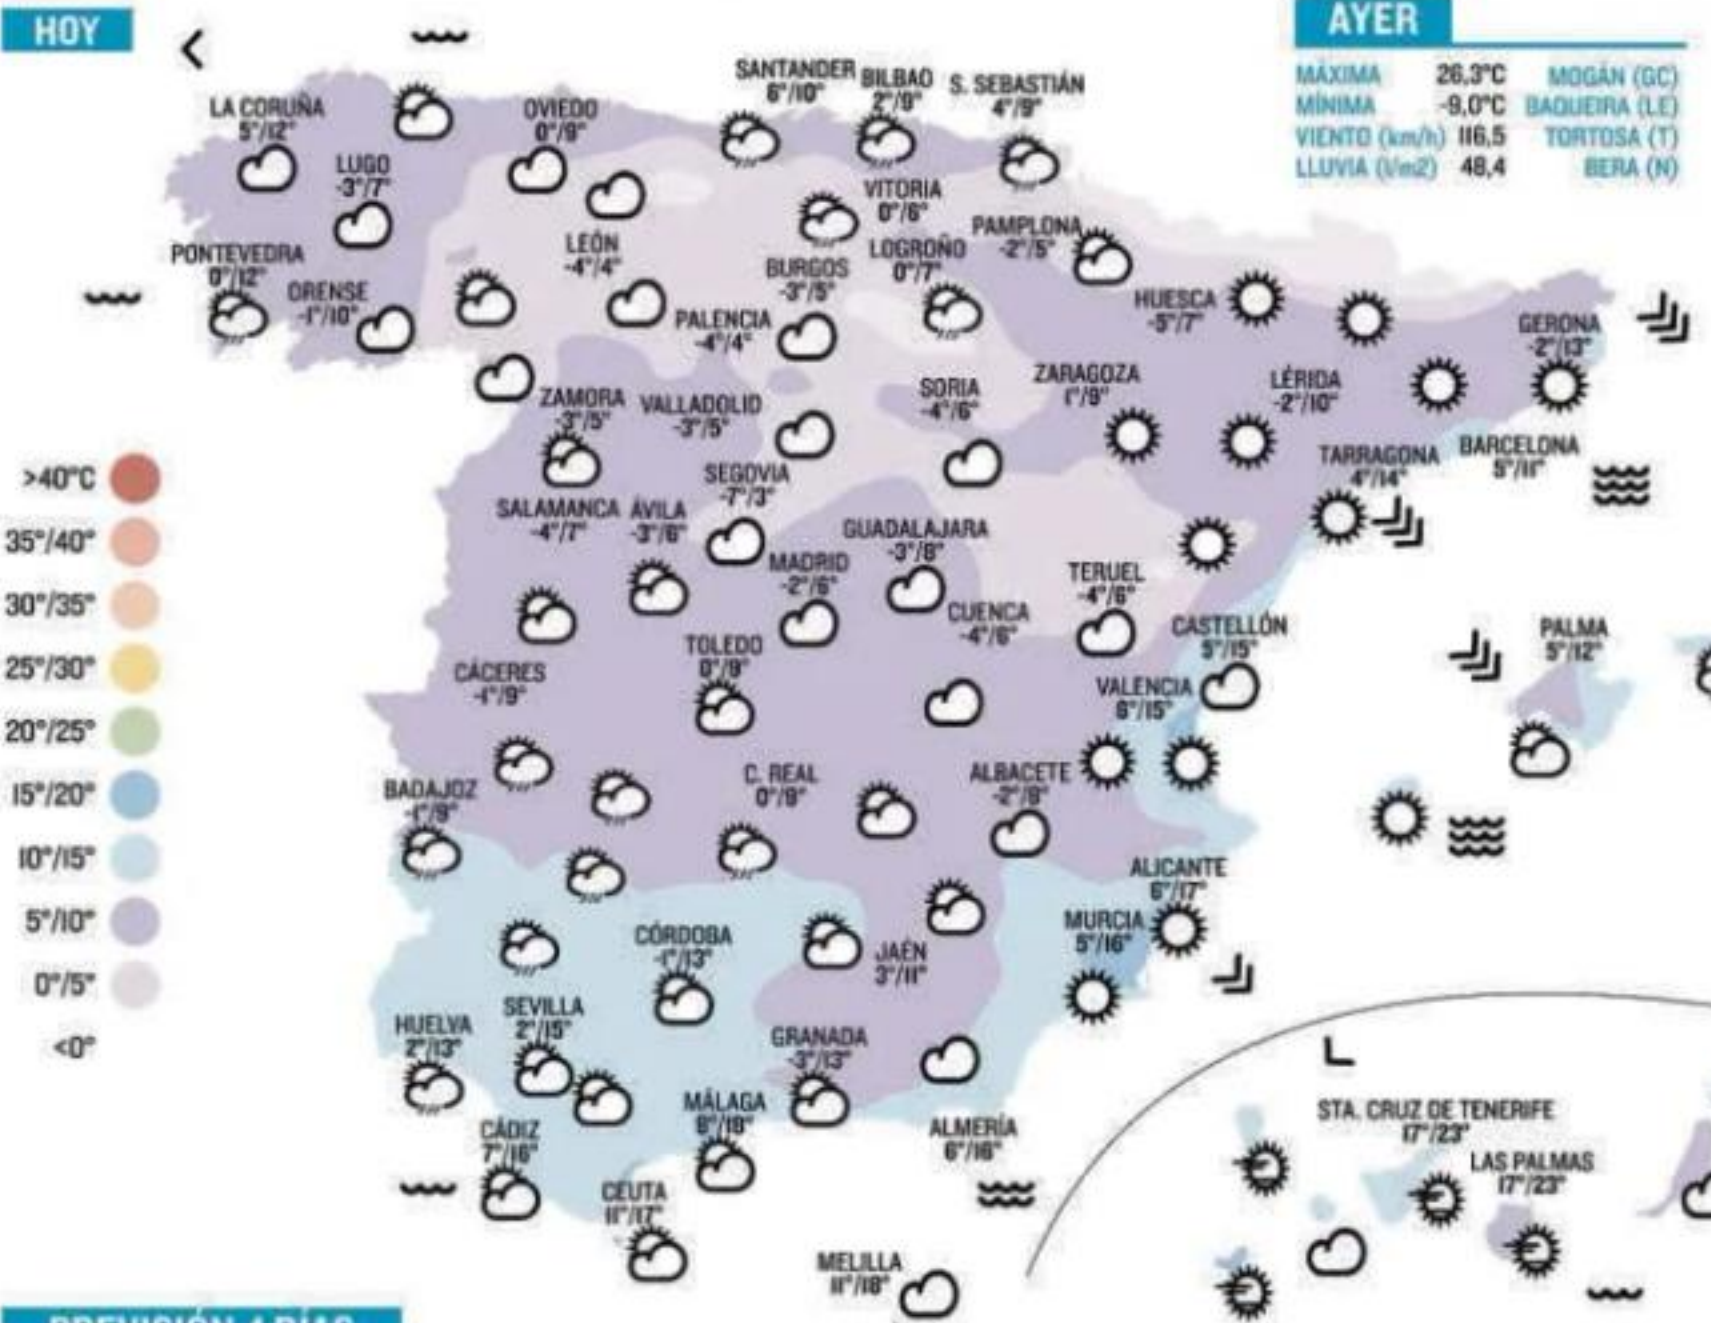 HOY
AYER
MÁXIMA 26,3°C MOGÁN (GC)
MÍNIMA -9,0°C BAQUEIRA (LE)
VIENTO (km/h) 116,5 TORTOSA (T)
LLUVIA (l/m2) 48,4 BERA (N)
LA CORUÑA
5°/12°
OVIEDO
0°/9°
SANTANDER
6°/10°
BILBAO
2°/9°
S. SEBASTIÁN
4°/9°
LUGO
-3°/7°
VITORIA
0°/6°
PAMPLONA
-2°/5°
PONTEVEDRA
0°/12°
ORENSE
-1°/10°
LEÓN
-4°/4°
BURGOS
-3°/5°
LOGROÑO
0°/7°
PALENCIA
-4°/4°
HUESCA
-5°/7°
GERONA
-2°/13°
ZAMORA
-3°/5°
VALLADOLID
-3°/5°
SORIA
-4°/6°
ZARAGOZA
1°/9°
LÉRIDA
-2°/10°
TARRAGONA
4°/14°
BARCELONA
5°/11°
SEGOVIA
-7°/3°
SALAMANCA
-4°/7°
ÁVILA
-3°/6°
MADRID
-2°/6°
GUADALAJARA
-3°/8°
CUENCA
-4°/6°
TERUEL
-4°/6°
CASTELLÓN
5°/15°
PALMA
5°/12°
CÁCERES
-1°/9°
TOLEDO
0°/9°
VALENCIA
6°/15°
BADAJOZ
-1°/9°
C. REAL
0°/9°
ALBACETE
-2°/9°
ALICANTE
6°/17°
MURCIA
5°/16°
CÓRDOBA
-1°/13°
JAÉN
3°/11°
HUELVA
2°/13°
SEVILLA
2°/15°
GRANADA
-3°/13°
MÁLAGA
CÁDIZ
7°/16°
ALMERÍA
6°/16°
CEUTA
11°/17°
MELILLA
11°/18°
STA. CRUZ DE TENERIFE
17°/23°
LAS PALMAS
17°/23°
>40°C
35°/40°
30°/35°
25°/30°
20°/25°
15°/20°
10°/15°
5°/10°
0°/5°
<0°
PREVISIÓN 4 DÍAS